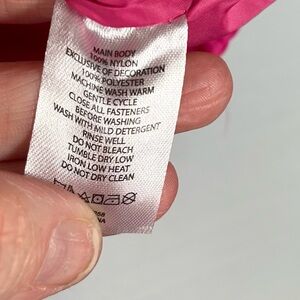 MAIN BODY
100% NYLON
EXCLUSIVE OF DECORATION
100% POLYESTER
MACHINE WASH WARM
GENTLE CYCLE
CLOSE ALL FASTENERS
BEFORE WASHING
WASH WITH MILD DETERGENT
RINSE WELL
DO NOT BLEACH
TUMBLE DRY LOW
IRON LOW HEAT
DO NOT DRY CLEAN